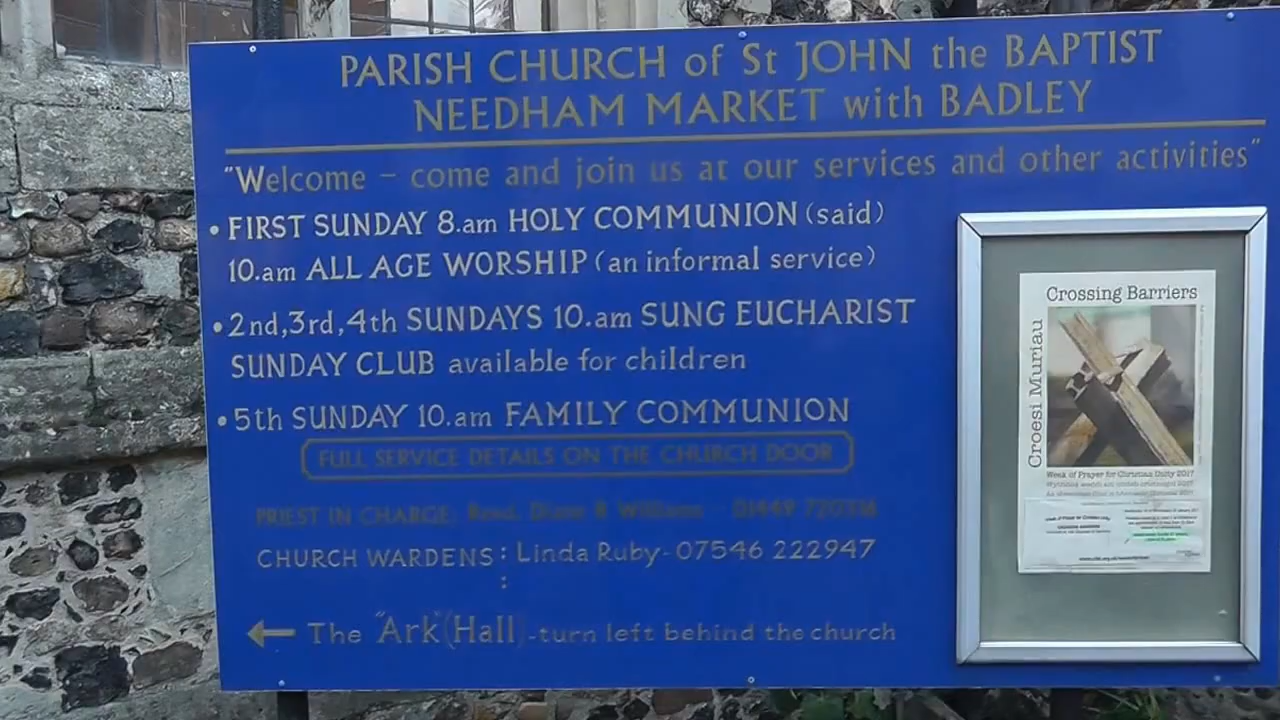 PARISH CHURCH of St JOHN the BAPTIST
NEEDHAM MARKET with BADLEY
"Welcome – come and join us at our services and other activities"
• FIRST SUNDAY 8.am HOLY COMMUNION (said)
10.am ALL AGE WORSHIP (an informal service)
• 2nd,3rd,4th SUNDAYS 10.am SUNG EUCHARIST
SUNDAY CLUB available for children
• 5th SUNDAY 10.am FAMILY COMMUNION
FULL SERVICE DETAILS ON THE CHURCH DOOR
PRIEST IN CHARGE
CHURCH WARDENS : Linda Ruby- 07546 222947
:
← The "Ark"(Hall)-turn left behind the church
Crossing Barriers
Croesi Muriau
Week of Prayer for Christian Unity 2017